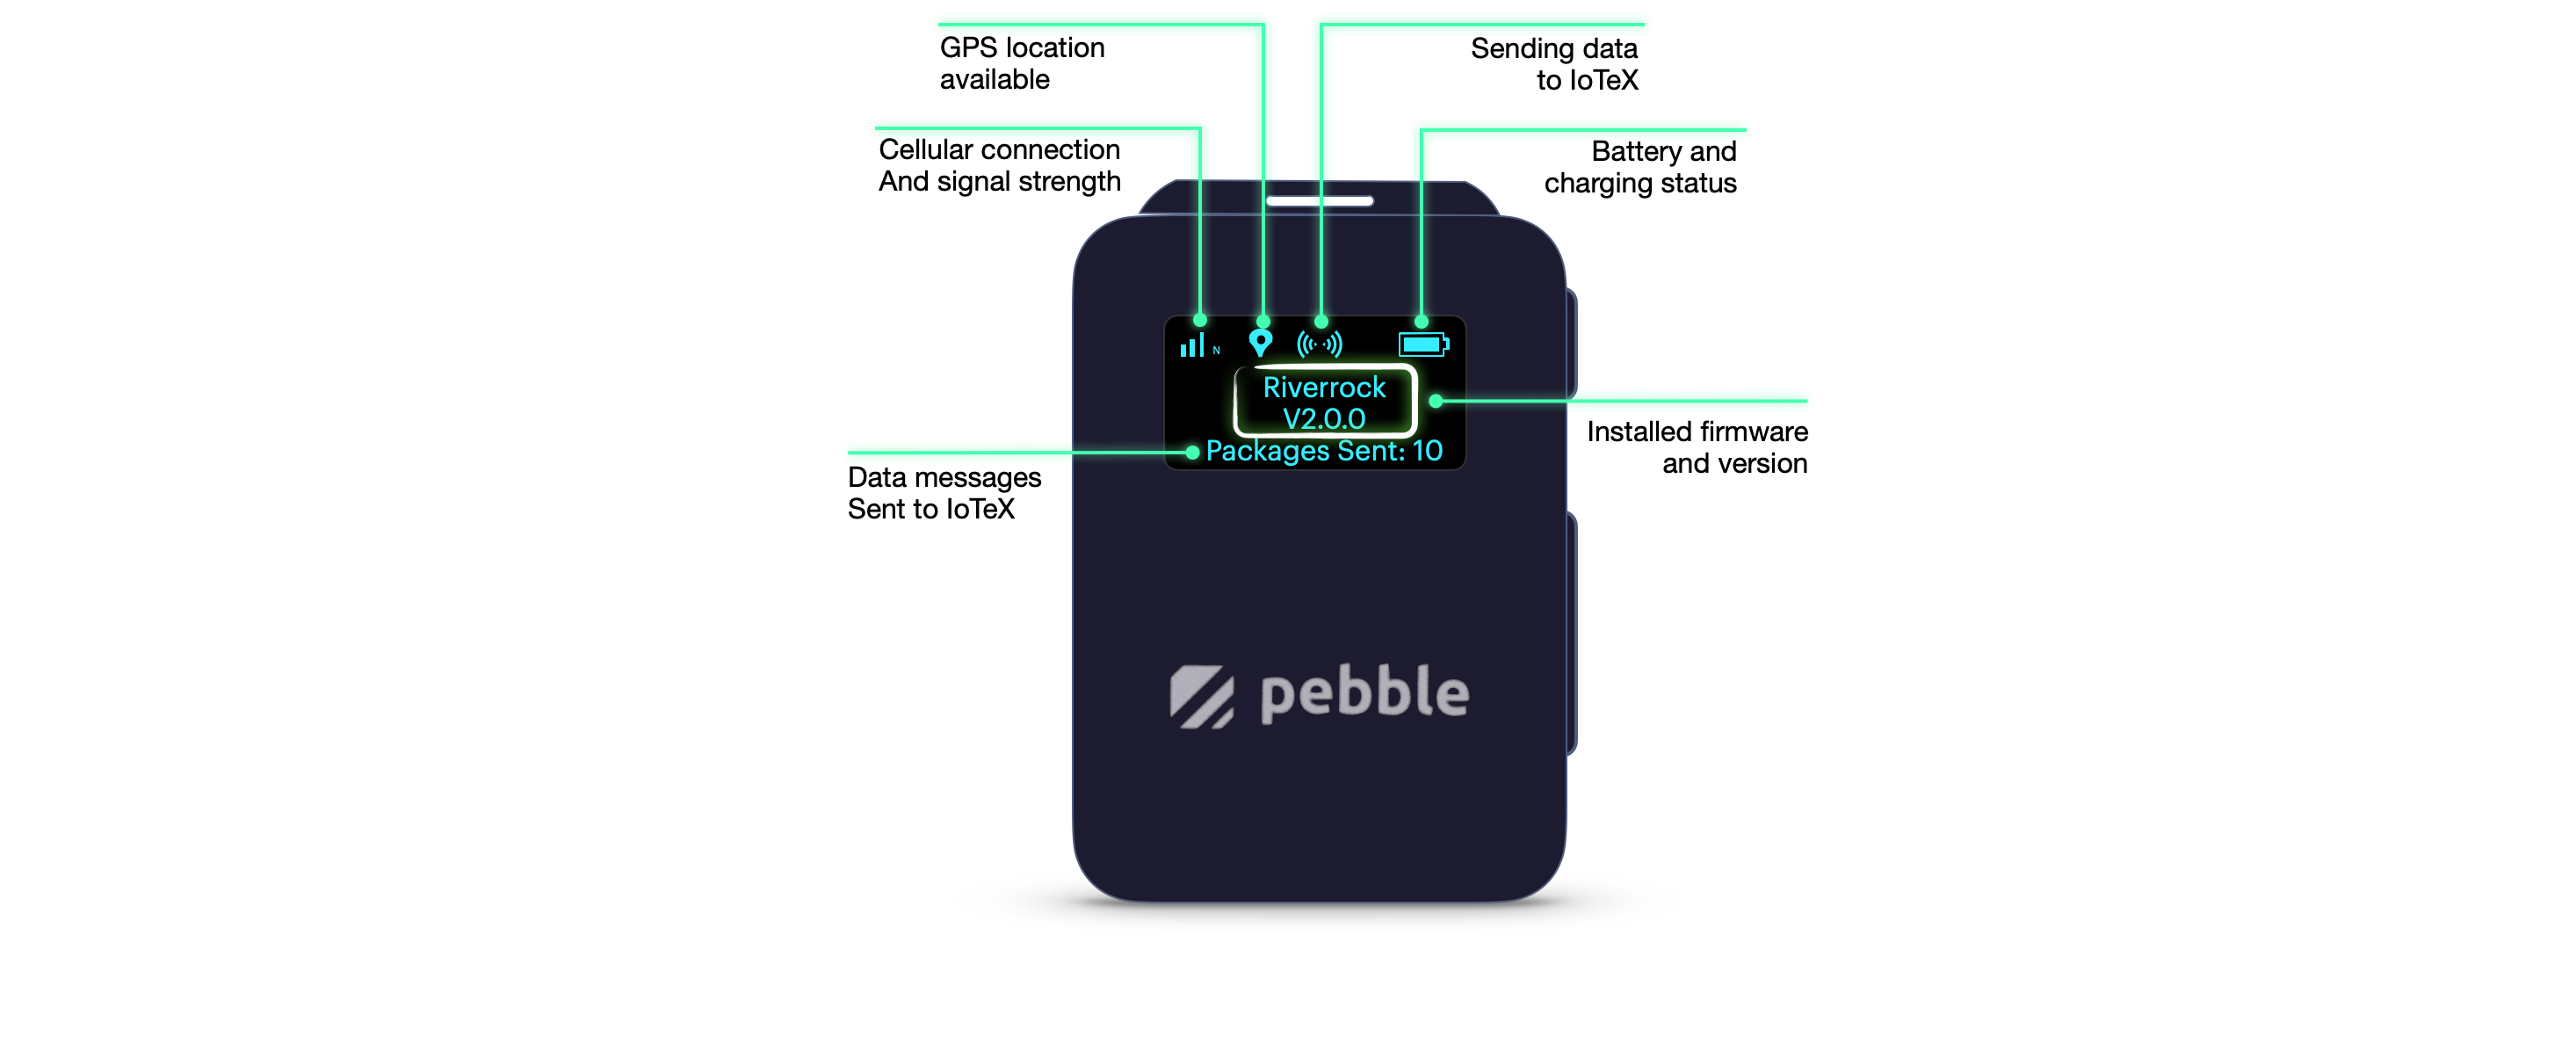 GPS location
available
Sending data
to IoTeX
Cellular connection
And signal strength
Battery and
charging status
N
Riverrock
V2.0.0
Packages Sent: 10
Installed firmware
and version
Data messages
Sent to IoTeX
pebble